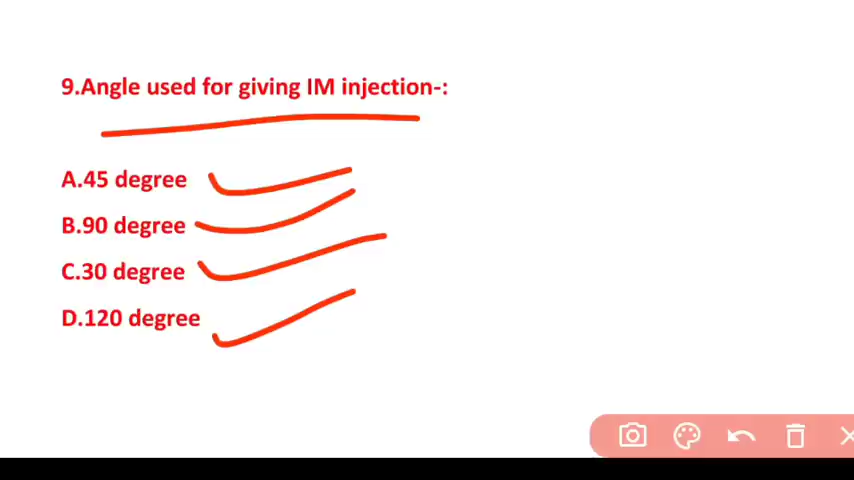 9.Angle used for giving IM injection-:
A.45 degree
B.90 degree
C.30 degree
D.120 degree